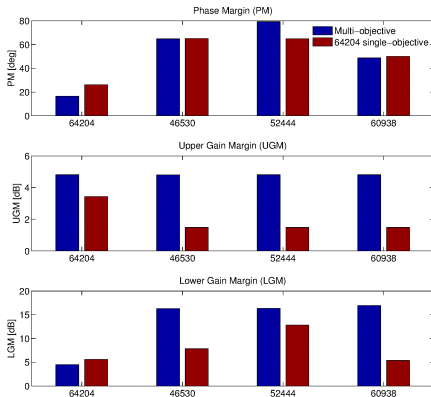 Phase Margin (PM)
80
60
40
20
0
PM [deg]
Multi−objective
64204 single−objective
64204 46530 52444 60938
Upper Gain Margin (UGM)
6
4
2
0
UGM [dB]
64204 46530 52444 60938
Lower Gain Margin (LGM)
20
15
10
5
0
LGM [dB]
64204 46530 52444 60938